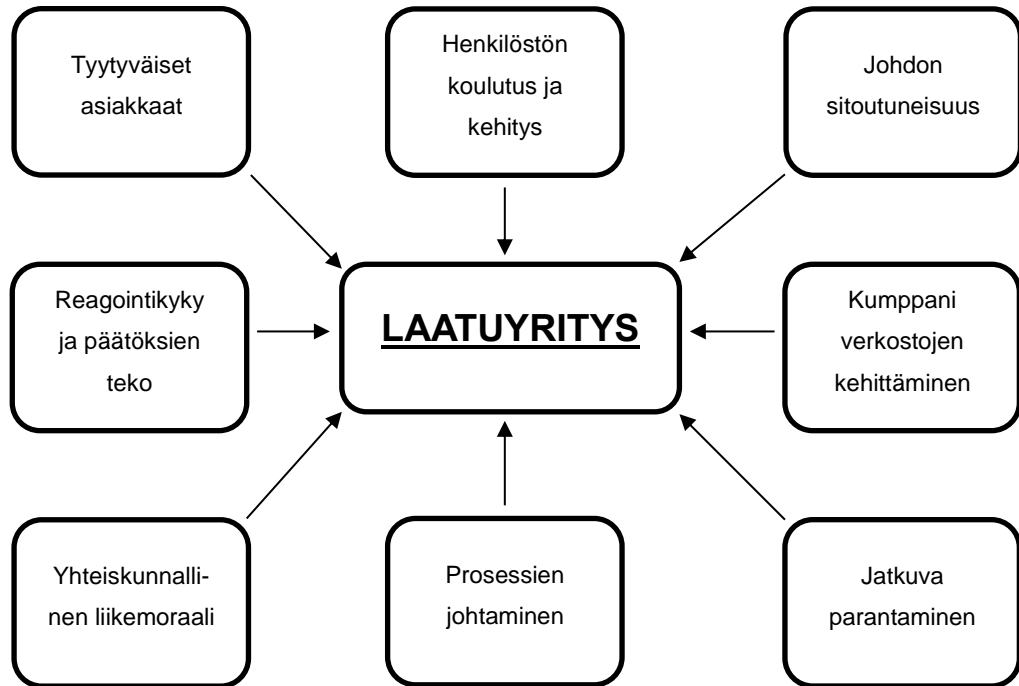 Tyytyväiset
asiakkaat
Henkilöstön
koulutus ja
kehitys
Johdon
sitoutuneisuus
Reagointikyky
ja päätöksien
teko
LAATUYRITYS
Kumppani
verkostojen
kehittäminen
Yhteiskunnalli-
nen liikemoraali
Prosessien
johtaminen
Jatkuva
parantaminen